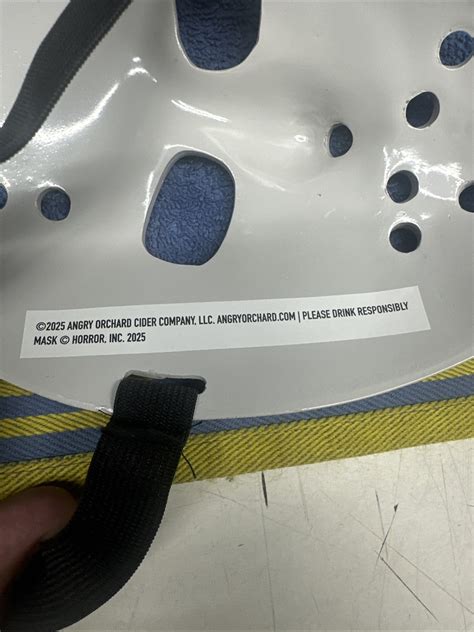 ©2025 ANGRY ORCHARD CIDER COMPANY, LLC. ANGRYORCHARD.COM | PLEASE DRINK RESPONSIBLY
MASK © HORROR, INC. 2025